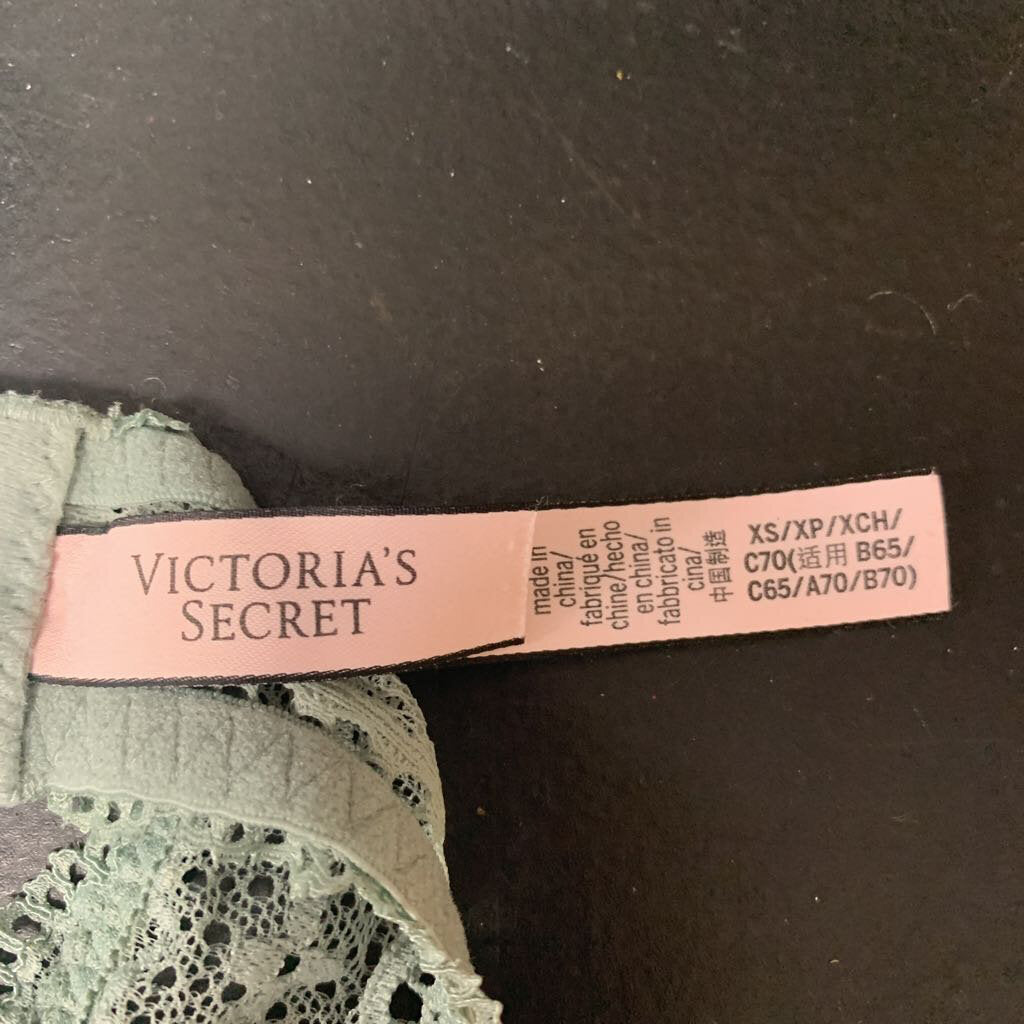 VICTORIA'S
SECRET
made in
china/
fabriqué en
chine/hecho
en china/
fabbricato in
cina/
中国制造
XS/XP/XCH/
C70(适用 B65/
C65/A70/B70)